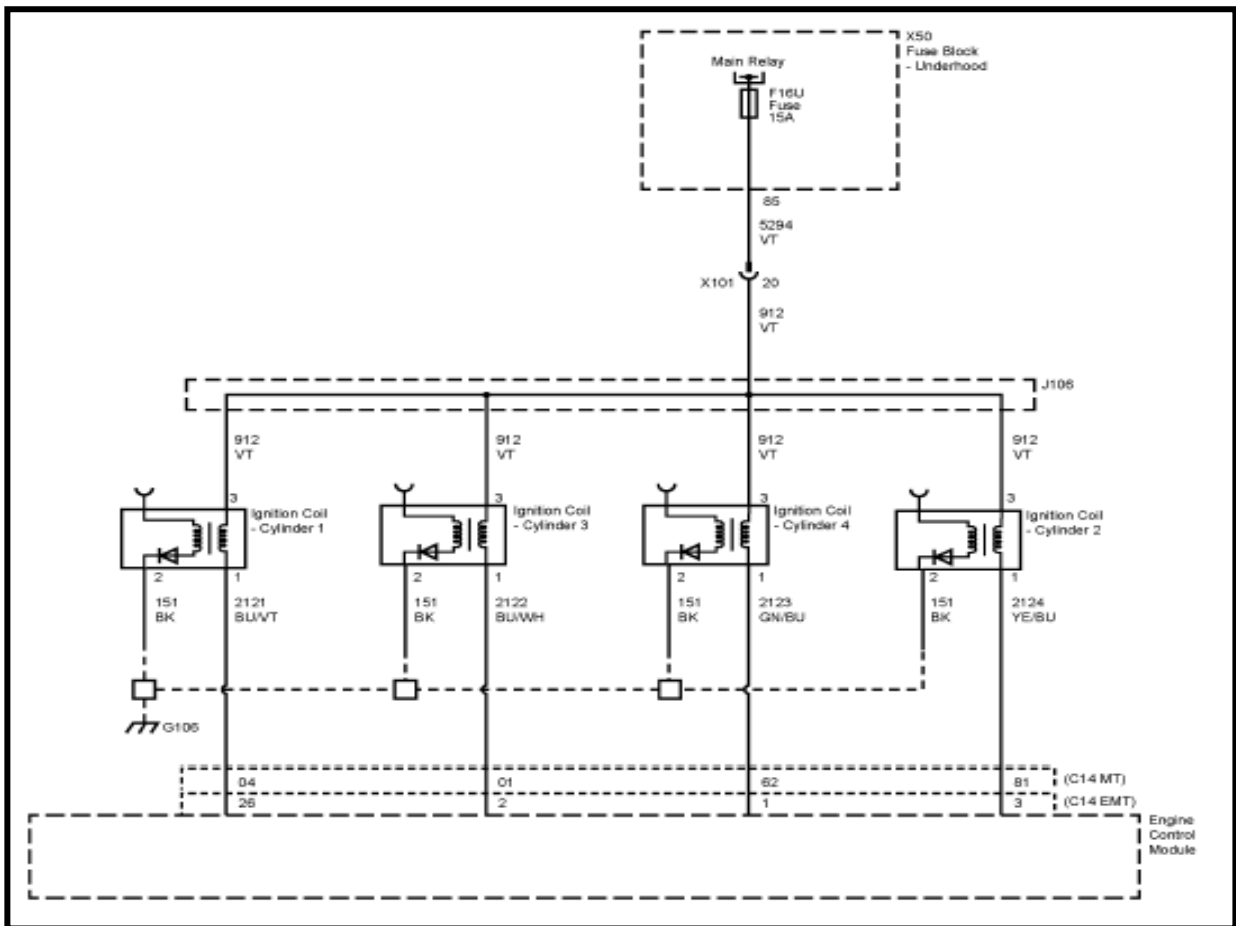 X50
Fuse Block
- Underhood
Main Relay
F16U
Fuse
15A
85
5294
VT
X101
20
912
VT
J106
912
VT
912
VT
912
VT
912
VT
3
Ignition Coil
- Cylinder 1
3
Ignition Coil
- Cylinder 3
3
Ignition Coil
- Cylinder 4
3
Ignition Coil
- Cylinder 2
2
1
2
1
2
1
2
1
151
BK
2121
BU/VT
151
BK
2122
BU/WH
151
BK
2123
GN/BU
151
BK
2124
YE/BU
G106
04
01
62
81
(C14 MT)
26
2
1
3
(C14 EMT)
Engine
Control
Module